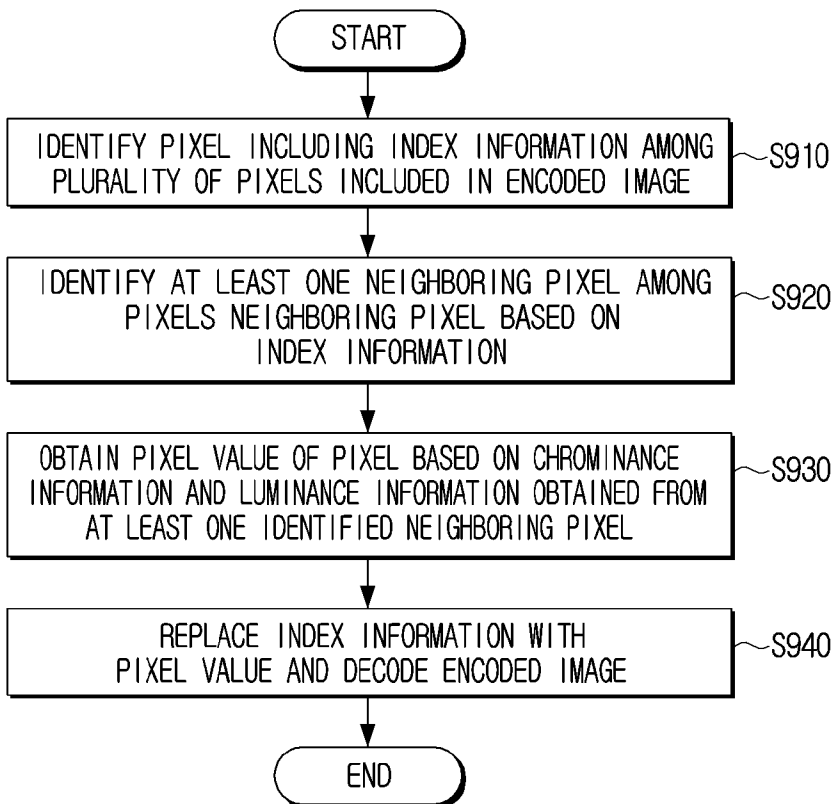 START
IDENTIFY PIXEL INCLUDING INDEX INFORMATION AMONG
PLURALITY OF PIXELS INCLUDED IN ENCODED IMAGE
S910
IDENTIFY AT LEAST ONE NEIGHBORING PIXEL AMONG
PIXELS NEIGHBORING PIXEL BASED ON
INDEX INFORMATION
S920
OBTAIN PIXEL VALUE OF PIXEL BASED ON CHROMINANCE
INFORMATION AND LUMINANCE INFORMATION OBTAINED FROM
AT LEAST ONE IDENTIFIED NEIGHBORING PIXEL
S930
REPLACE INDEX INFORMATION WITH
PIXEL VALUE AND DECODE ENCODED IMAGE
S940
END